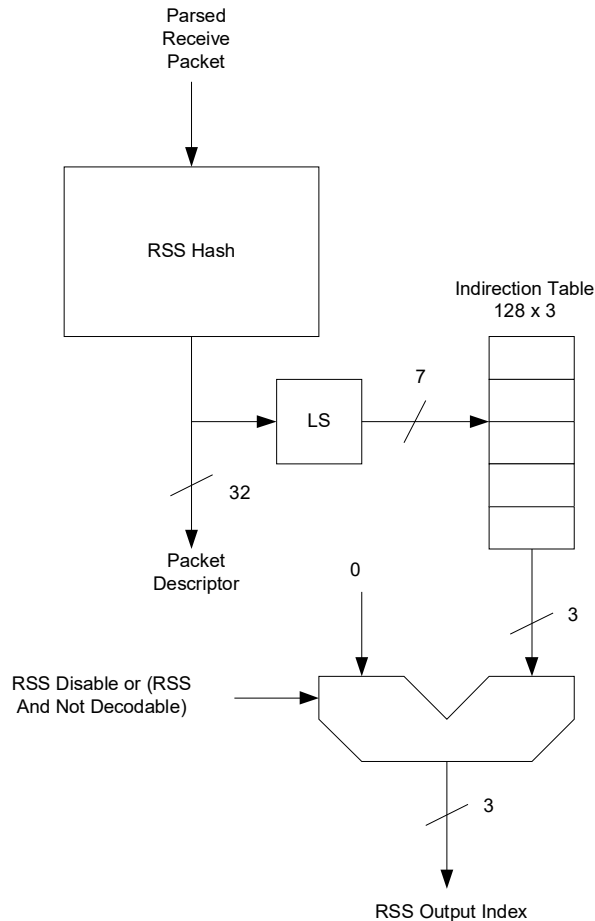 Parsed
Receive
Packet
RSS Hash
Indirection Table
128 x 3
7
LS
32
Packet
Descriptor
0
3
RSS Disable or (RSS
And Not Decodable)
3
RSS Output Index